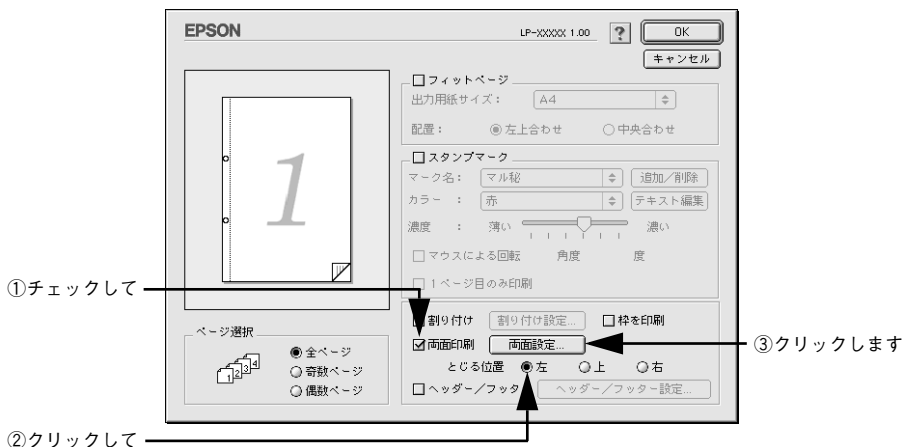 EPSON
LP-XXXXX 1.00
?
OK
キャンセル
フィットページ
出力用紙サイズ： A4
配置： 左上合わせ 中央合わせ
スタンプマーク
マーク名： マル秘 追加／削除
カラー ： 赤 テキスト編集
濃度 ： 薄い 濃い
マウスによる回転 角度 度
1ページ目のみ印刷
1
①チェックして
割り付け 割り付け設定... 枠を印刷
両面印刷 両面設定...
③クリックします
とじる位置 左 上 右
ヘッダー／フッタ ヘッダー／フッター設定...
ページ選択
1 2 3 4
全ページ
奇数ページ
偶数ページ
②クリックして